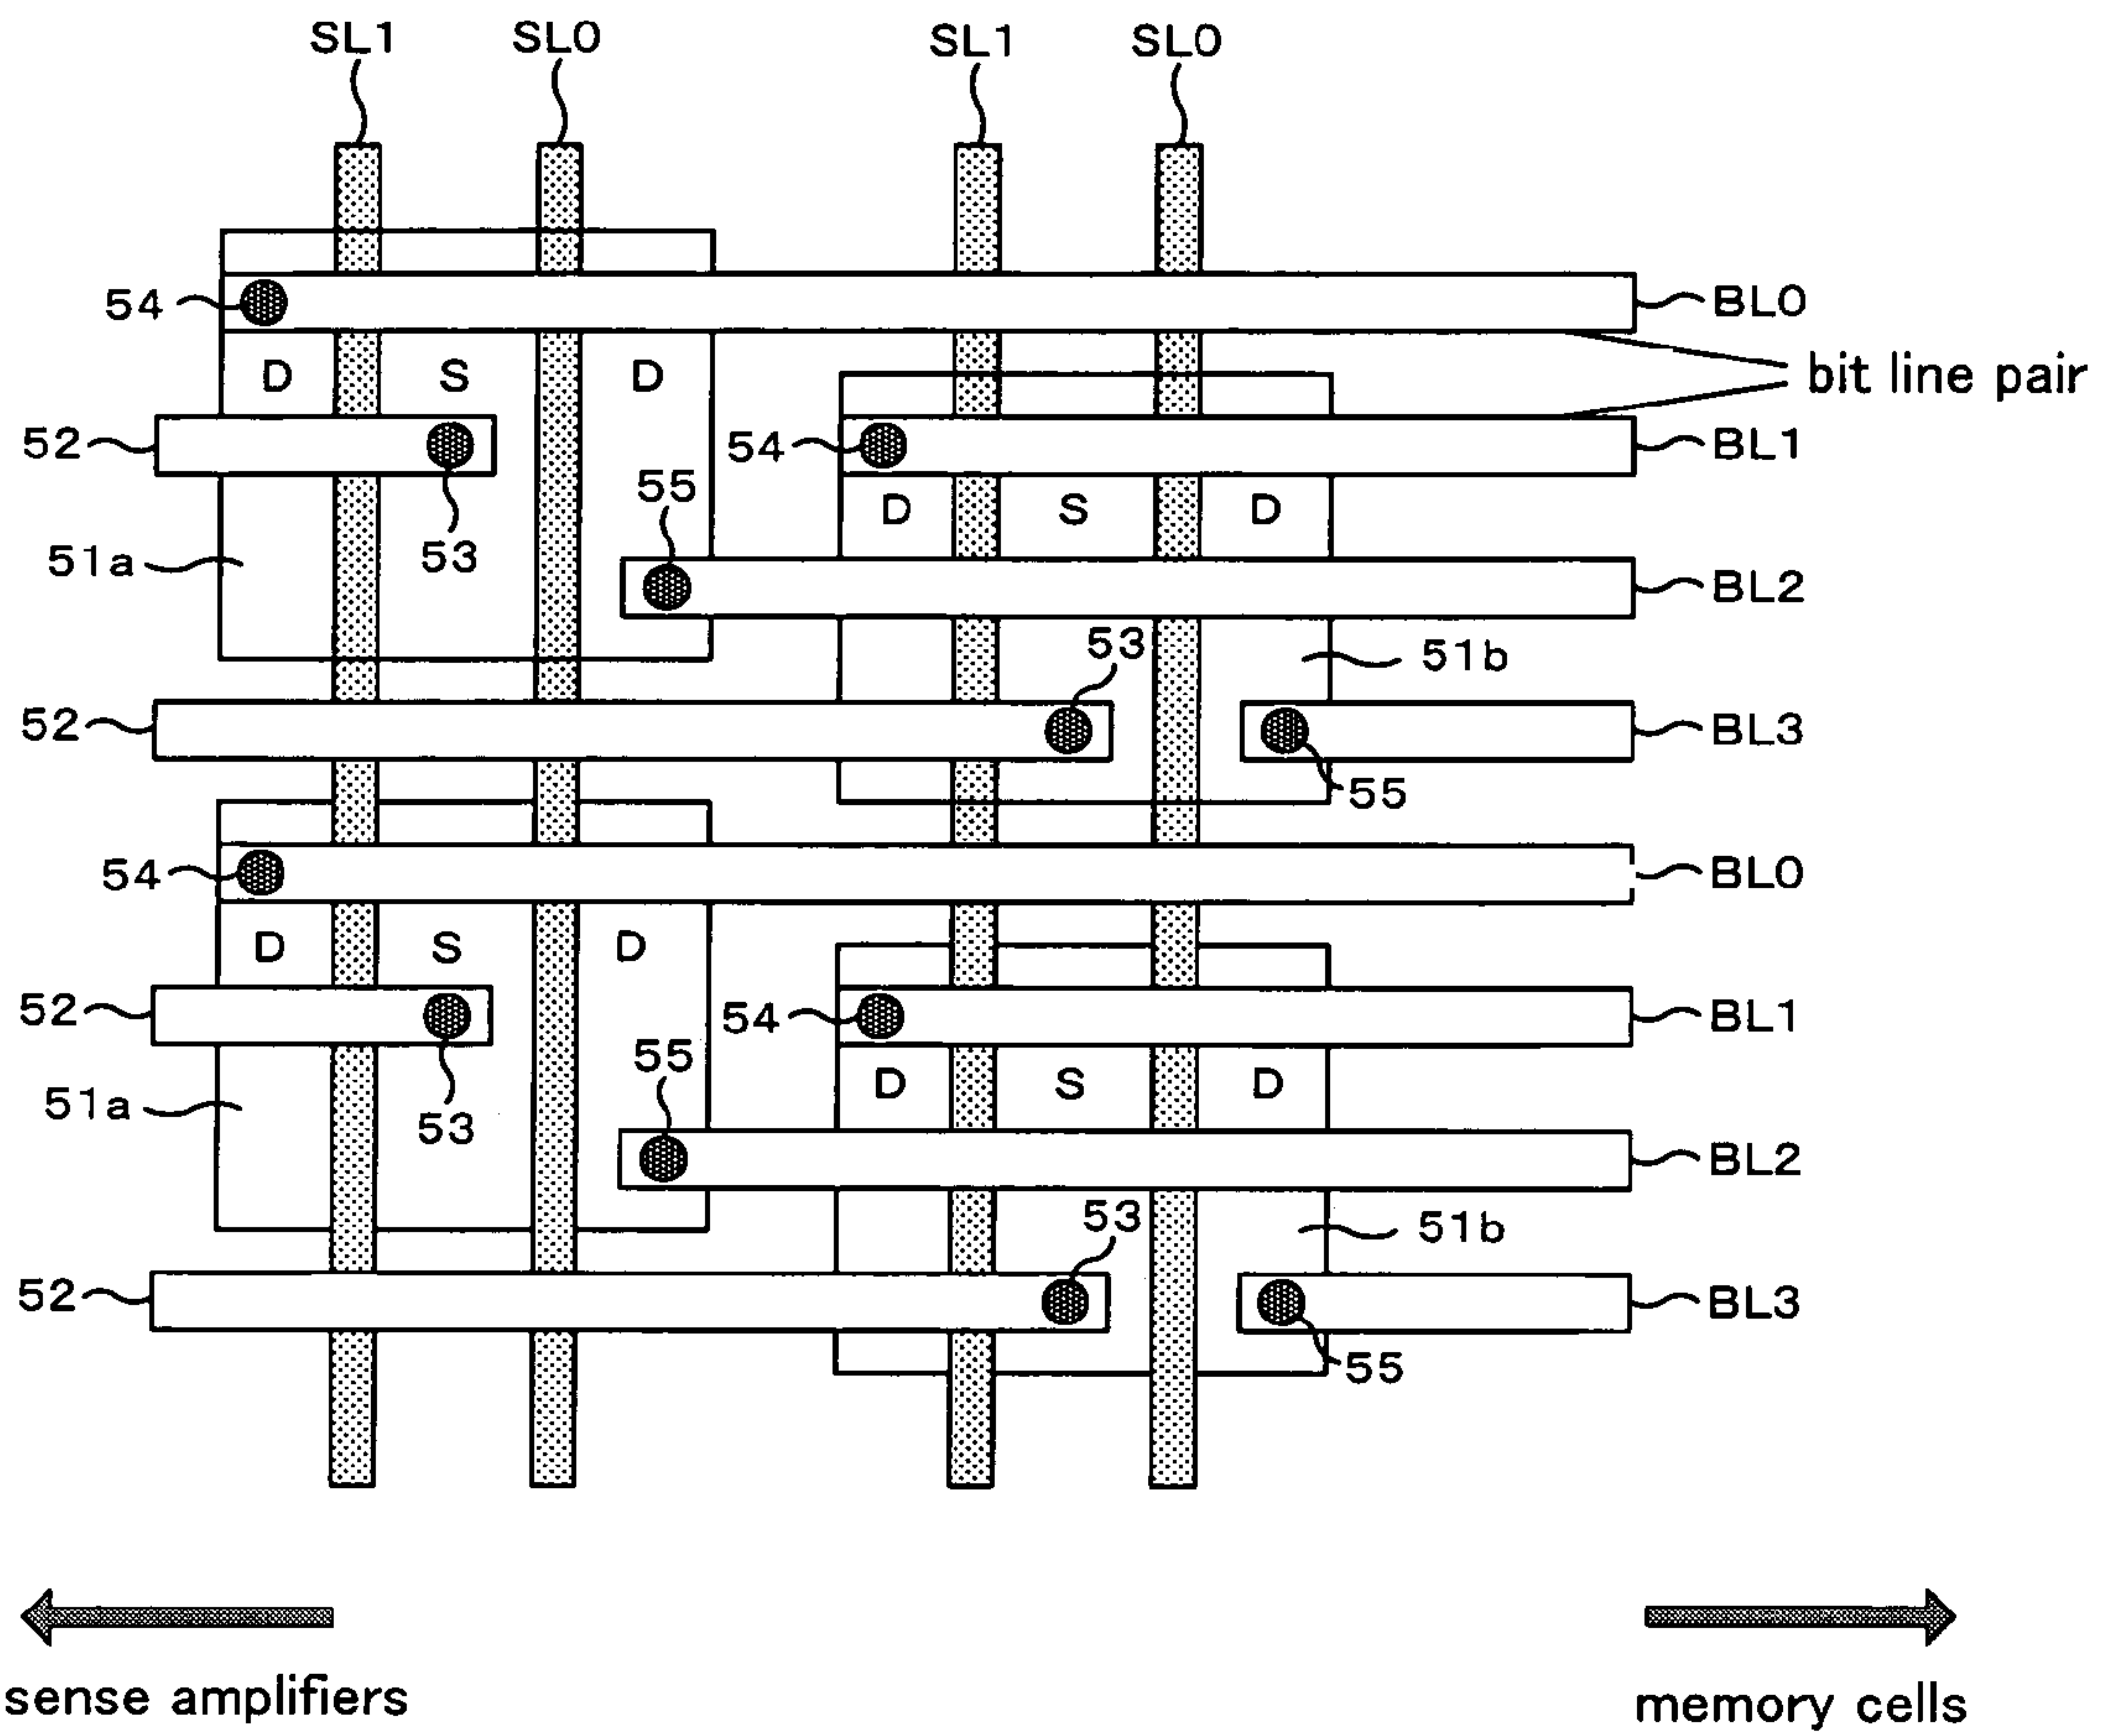 SL1 SL0 SL1 SL0
54 BL0
D S D bit line pair
52 54 BL1
55 D S D
51a 53
BL2
53 51b
52 BL3
55
54 BL0
D S D
52 54 BL1
55 D S D
51a 53
BL2
53 51b
52 BL3
55
sense amplifiers memory cells